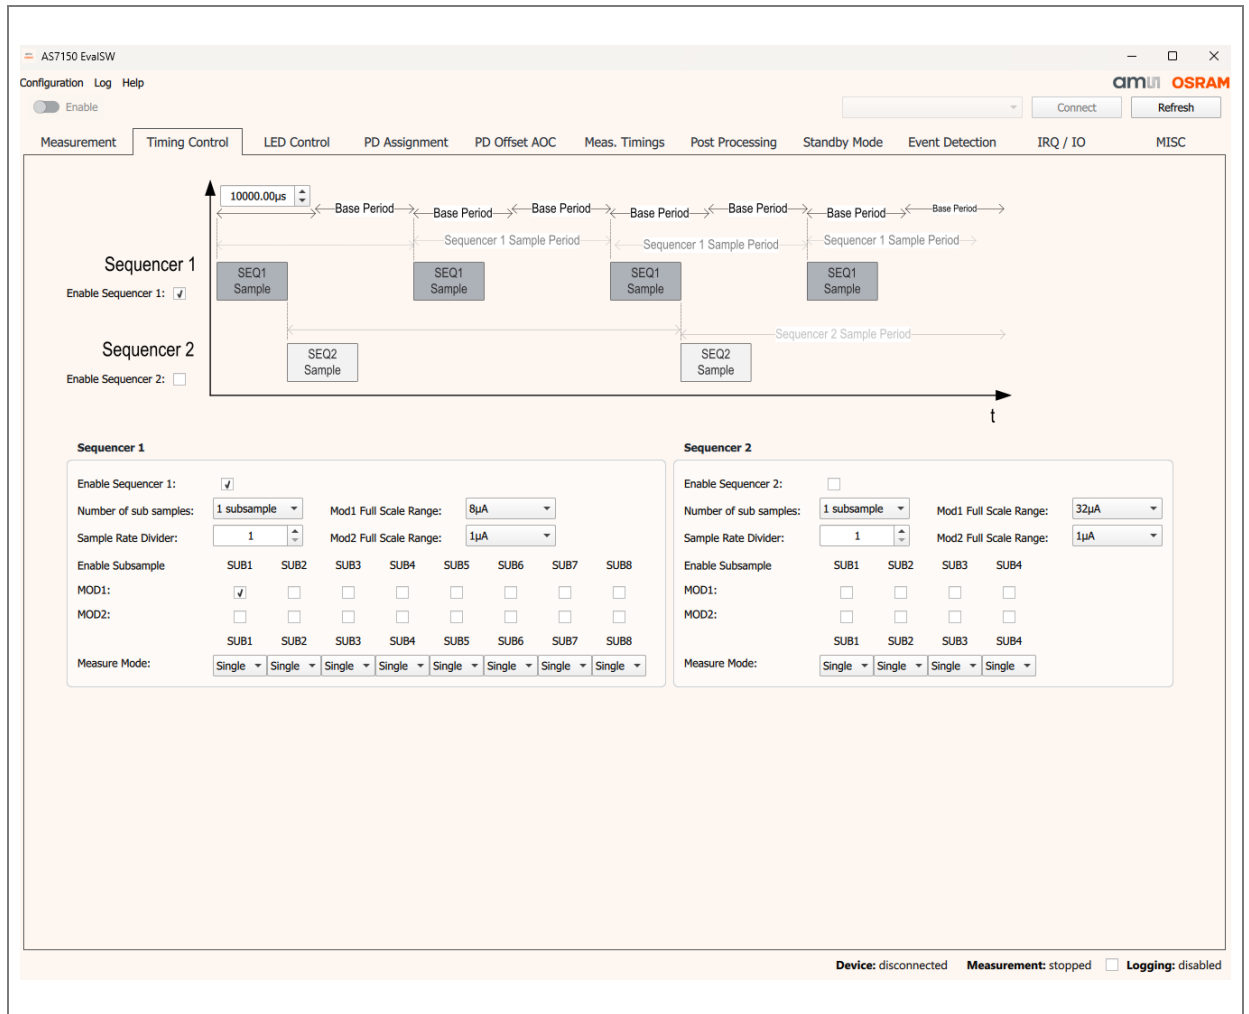 AS7150 EvalSW
Configuration Log Help
am OSRAM
Enable
Connect Refresh
Measurement Timing Control LED Control PD Assignment PD Offset AOC Meas. Timings Post Processing Standby Mode Event Detection IRQ / IO MISC
10000.00µs
Base Period Base Period Base Period Base Period Base Period Base Period Base Period
Sequencer 1 Sample Period Sequencer 1 Sample Period Sequencer 1 Sample Period
Sequencer 1
SEQ1 SEQ1 SEQ1 SEQ1
Sample Sample Sample Sample
Enable Sequencer 1:
Sequencer 2 Sample Period
Sequencer 2
SEQ2 SEQ2
Sample Sample
Enable Sequencer 2:
t
Sequencer 1 Sequencer 2
Enable Sequencer 1: Enable Sequencer 2:
Number of sub samples: 1 subsample Mod1 Full Scale Range: 8µA Number of sub samples: 1 subsample Mod1 Full Scale Range: 32µA
Sample Rate Divider: 1 Mod2 Full Scale Range: 1µA Sample Rate Divider: 1 Mod2 Full Scale Range: 1µA
Enable Subsample SUB1 SUB2 SUB3 SUB4 SUB5 SUB6 SUB7 SUB8 Enable Subsample SUB1 SUB2 SUB3 SUB4
MOD1: MOD1:
MOD2: MOD2:
SUB1 SUB2 SUB3 SUB4 SUB5 SUB6 SUB7 SUB8 SUB1 SUB2 SUB3 SUB4
Measure Mode: Single Single Single Single Single Single Single Single Measure Mode: Single Single Single Single
Device: disconnected Measurement: stopped Logging: disabled